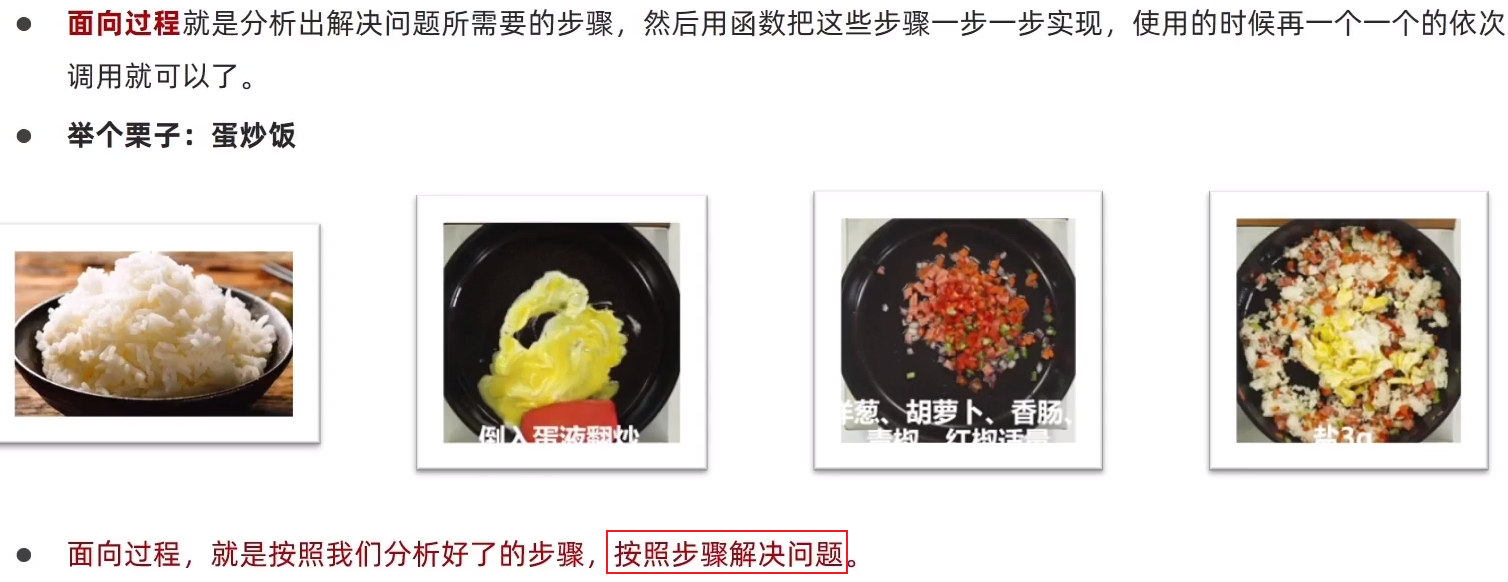 ● 面向过程就是分析出解决问题所需要的步骤，然后用函数把这些步骤一步一步实现，使用的时候再一个一个的依次
调用就可以了。
● 举个栗子：蛋炒饭
倒入蛋液翻炒
洋葱、胡萝卜、香肠、
青椒、红椒适量
盐3g
● 面向过程，就是按照我们分析好了的步骤，按照步骤解决问题。